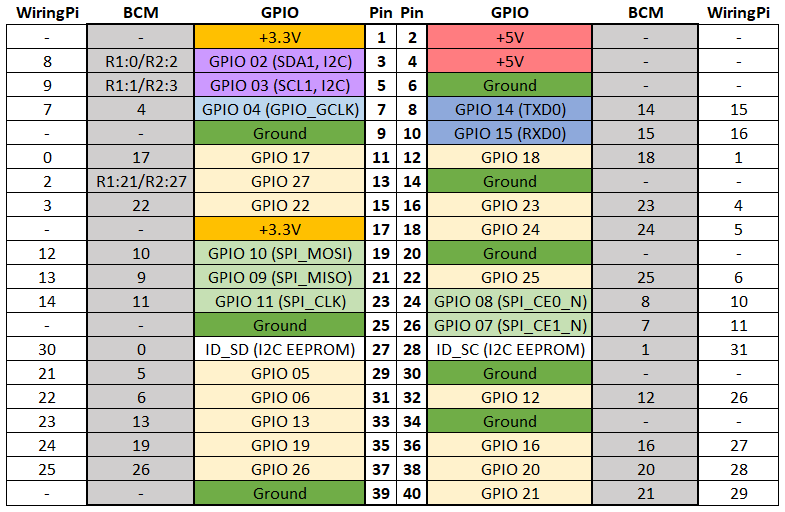 WiringPi BCM GPIO Pin Pin GPIO BCM WiringPi
- - +3.3V 1 2 +5V - -
8 R1:0/R2:2 GPIO 02 (SDA1, I2C) 3 4 +5V - -
9 R1:1/R2:3 GPIO 03 (SCL1, I2C) 5 6 Ground - -
7 4 GPIO 04 (GPIO_GCLK) 7 8 GPIO 14 (TXD0) 14 15
- - Ground 9 10 GPIO 15 (RXD0) 15 16
0 17 GPIO 17 11 12 GPIO 18 18 1
2 R1:21/R2:27 GPIO 27 13 14 Ground - -
3 22 GPIO 22 15 16 GPIO 23 23 4
- - +3.3V 17 18 GPIO 24 24 5
12 10 GPIO 10 (SPI_MOSI) 19 20 Ground - -
13 9 GPIO 09 (SPI_MISO) 21 22 GPIO 25 25 6
14 11 GPIO 11 (SPI_CLK) 23 24 GPIO 08 (SPI_CE0_N) 8 10
- - Ground 25 26 GPIO 07 (SPI_CE1_N) 7 11
30 0 ID_SD (I2C EEPROM) 27 28 ID_SC (I2C EEPROM) 1 31
21 5 GPIO 05 29 30 Ground - -
22 6 GPIO 06 31 32 GPIO 12 12 26
23 13 GPIO 13 33 34 Ground - -
24 19 GPIO 19 35 36 GPIO 16 16 27
25 26 GPIO 26 37 38 GPIO 20 20 28
- - Ground 39 40 GPIO 21 21 29